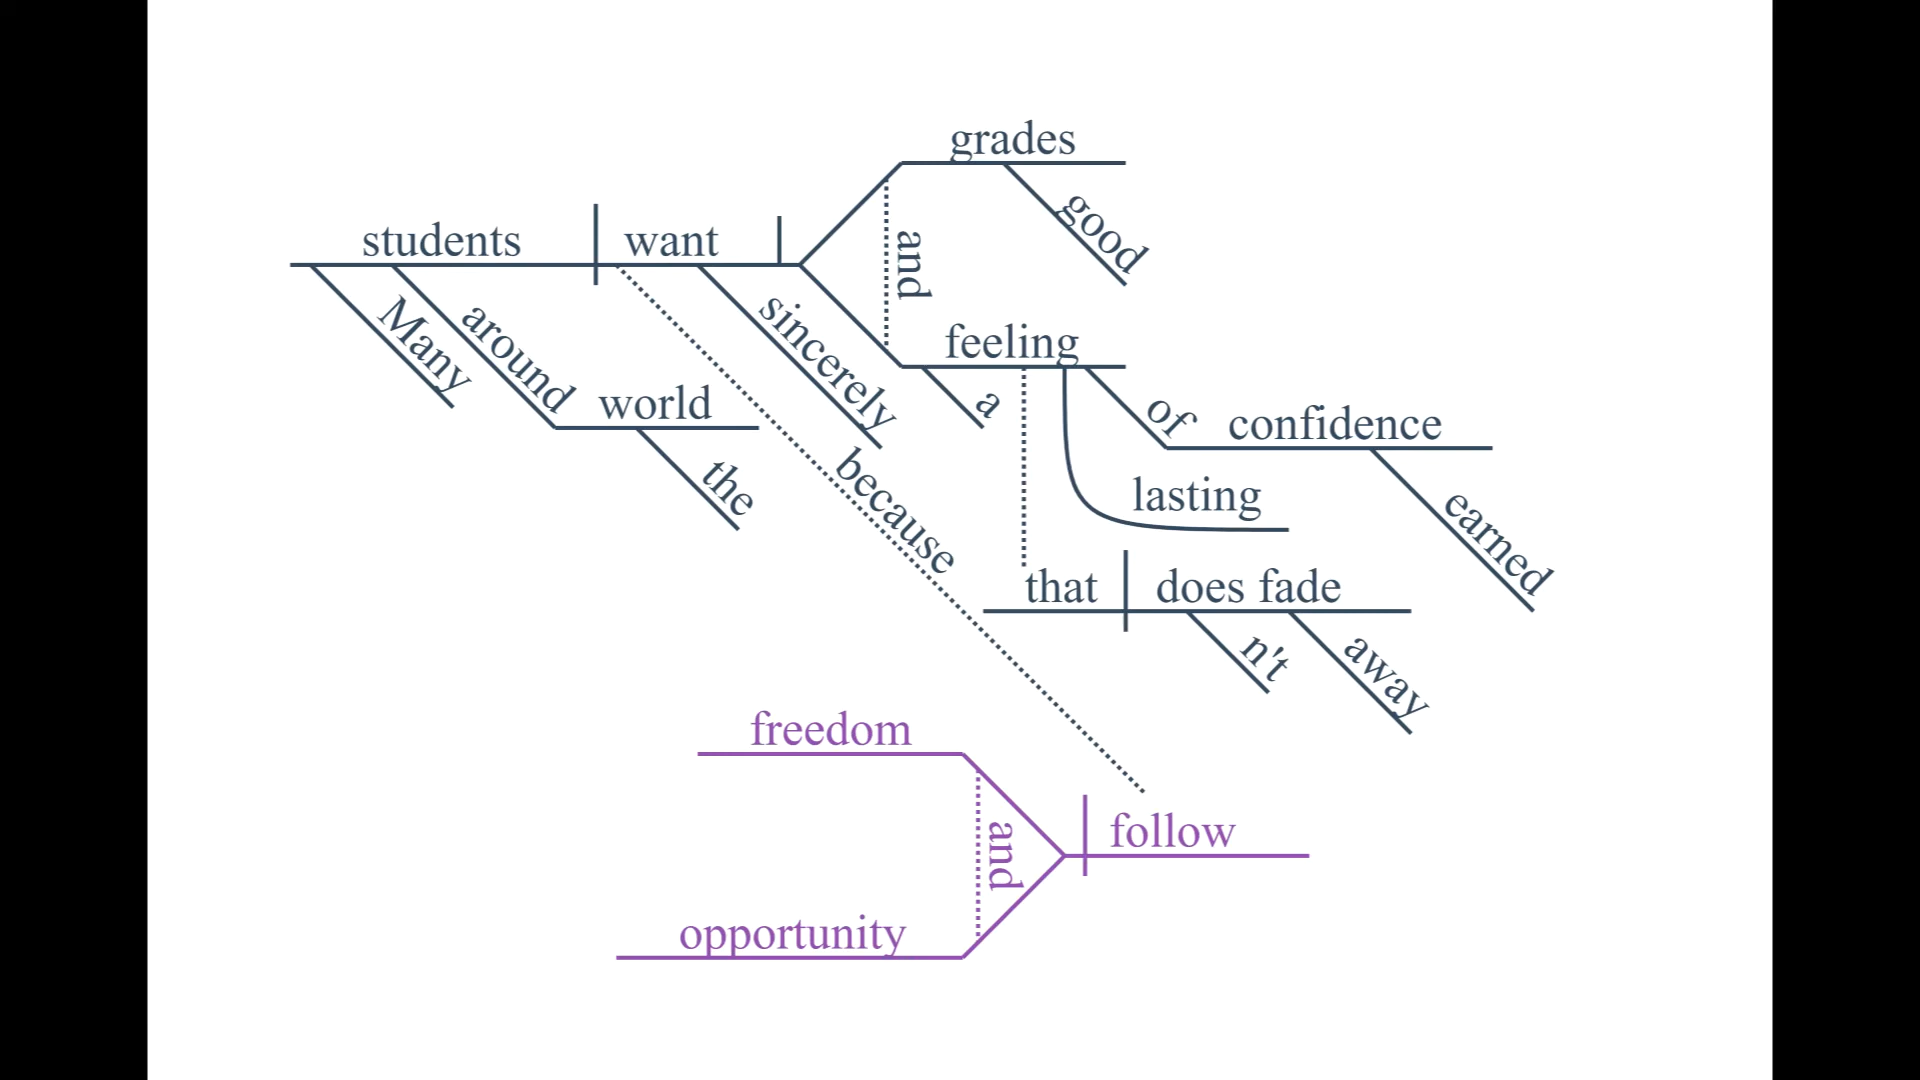 grades
good
students want
and
Many
around
sincerely
feeling
a
world
of confidence
the
because
lasting
earned
that does fade
n't
away
freedom
follow
and
opportunity